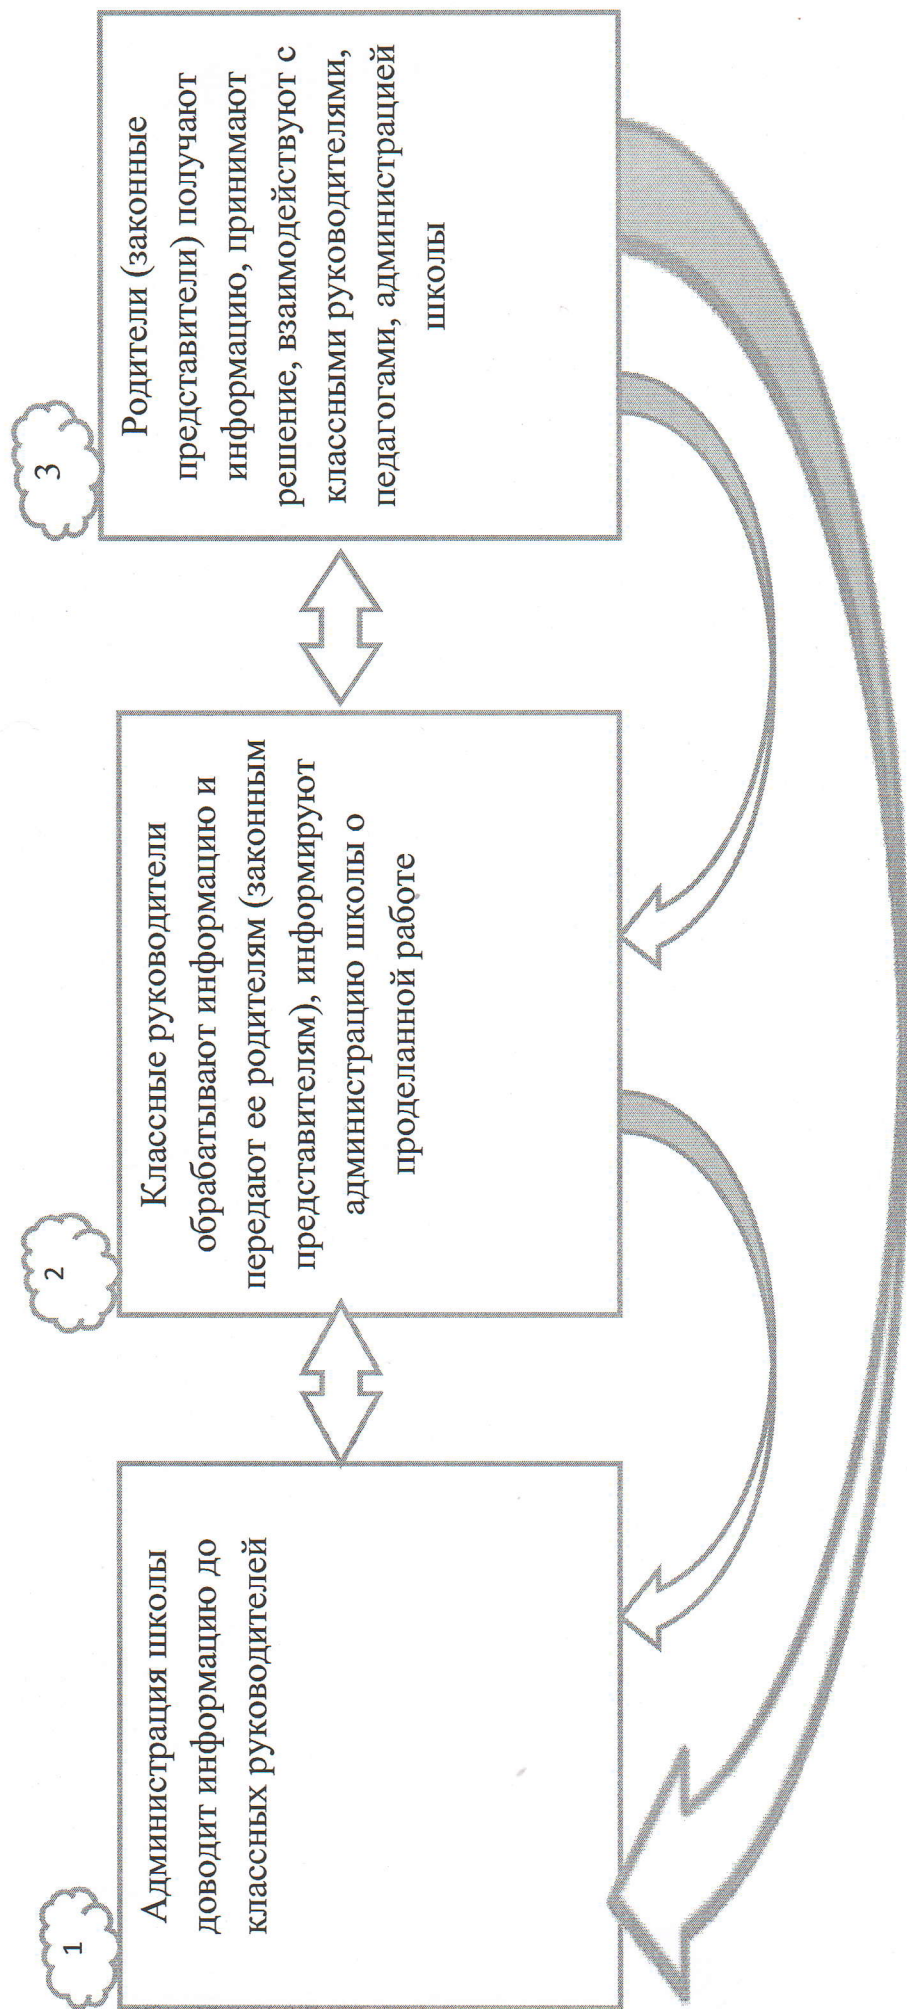 1
Администрация школы
доводит информацию до
классных руководителей
2
Классные руководители
обрабатывают информацию и
передают ее родителям (законным
представителям), информируют
администрацию школы о
проделанной работе
3
Родители (законные
представители) получают
информацию, принимают
решение, взаимодействуют с
классными руководителями,
педагогами, администрацией
школы